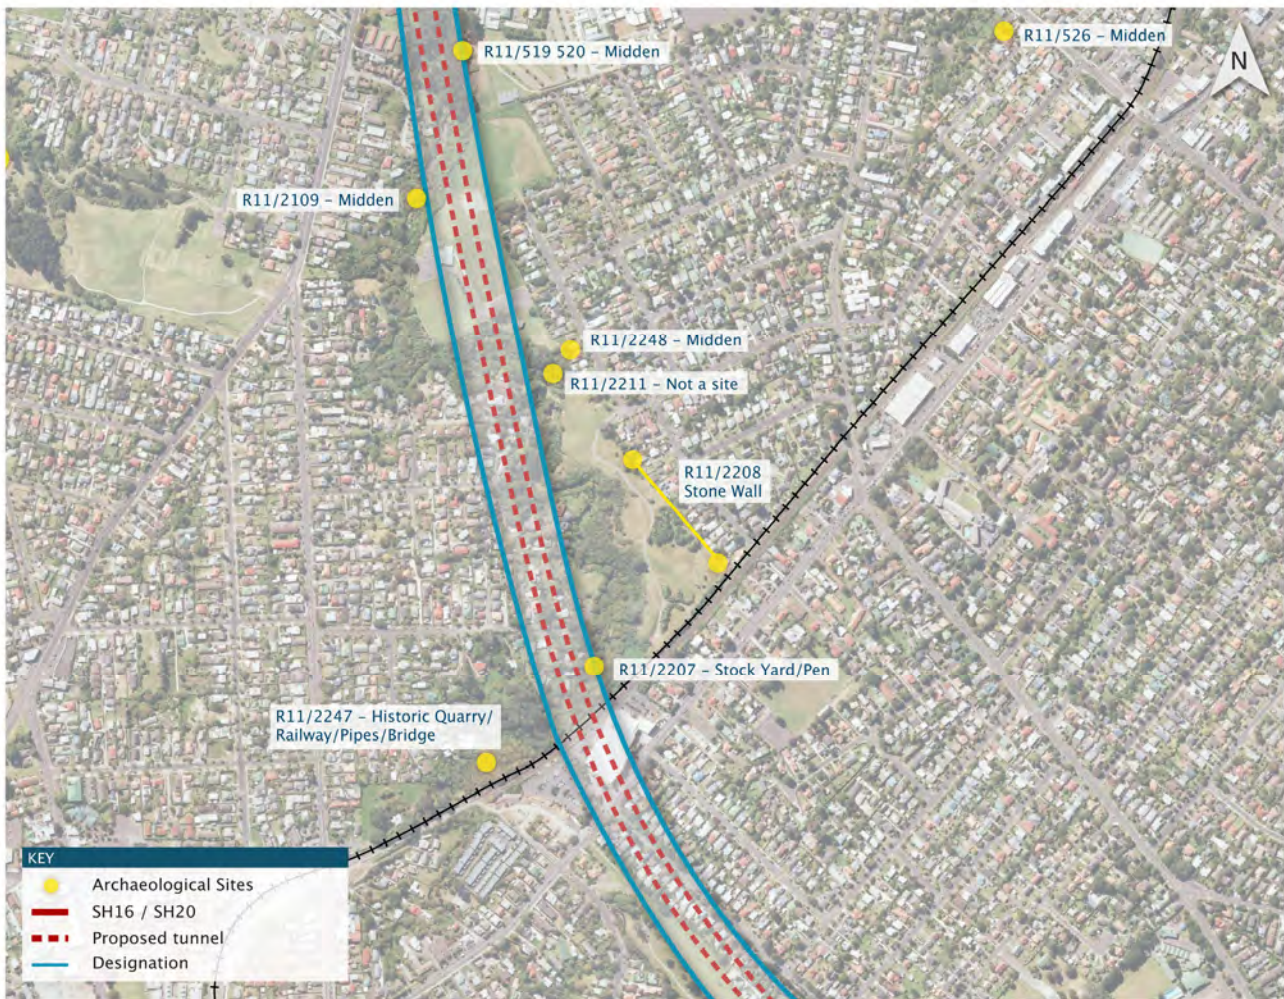 R11/519 520 – Midden
R11/526 – Midden
N
R11/2109 – Midden
R11/2248 – Midden
R11/2211 – Not a site
R11/2208
Stone Wall
R11/2207 – Stock Yard/Pen
R11/2247 – Historic Quarry/
Railway/Pipes/Bridge
KEY
Archaeological Sites
SH16 / SH20
Proposed tunnel
Designation